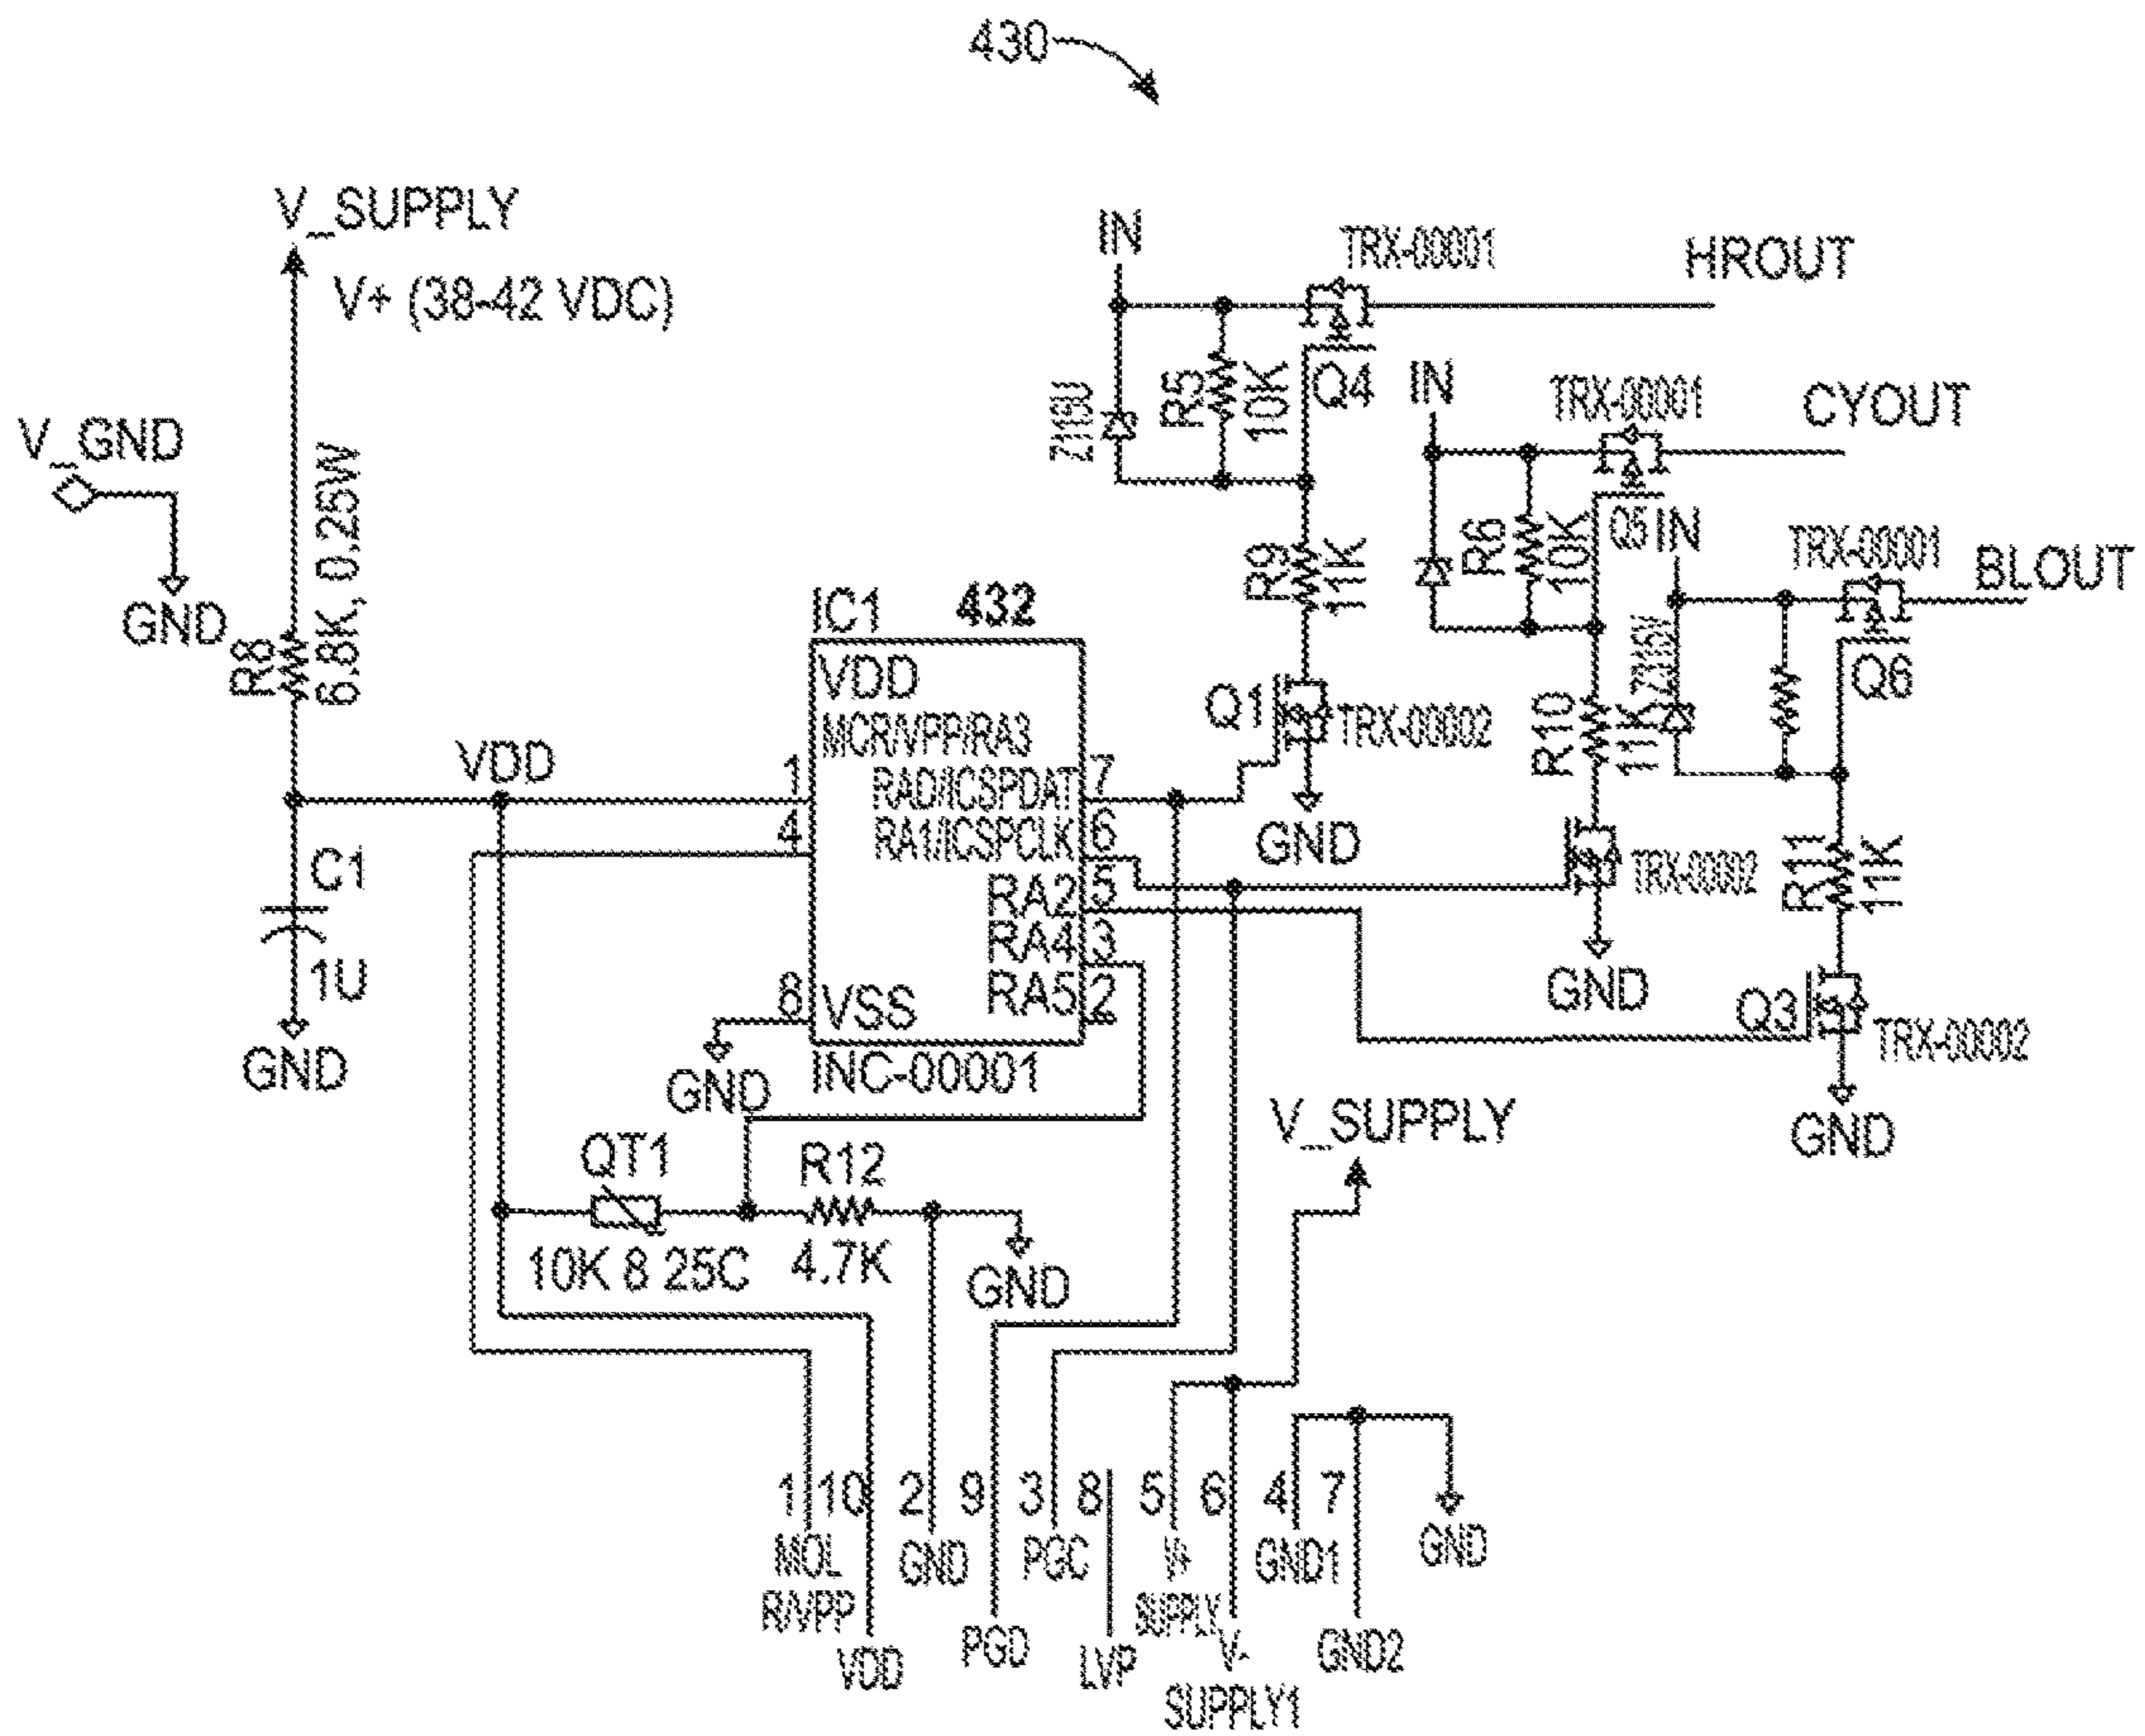 430
V_SUPPLY
V+ (38-42 VDC)
V_GND
GND
R8
6.8K, 0.25W
VDD
C1
1U
GND
IC1
432
VDD
MCR/VPP/RA3
RAD/ICSPDAT
RA1/ICSPCLK
RA2
RA4
RA5
VSS
1
4
8
7
6
5
3
2
INC-00001
GND
IN
TRX-00001
HROUT
R5
10K
Q4
R9
11K
Q1
TRX-00002
GND
IN
TRX-00001
CYOUT
R6
10K
Q5
R10
11K
TRX-00002
GND
IN
TRX-00001
BLOUT
Q6
R11
11K
Q3
TRX-00002
GND
QT1
10K 8 25C
R12
4.7K
GND
V_SUPPLY
1 10 2 9 3 8 5 6 4 7
MOL
R/VPP
VDD
GND
PGD
PGC
LVP
V+
SUPPLY
V-
SUPPLY1
GND1
GND2
GND